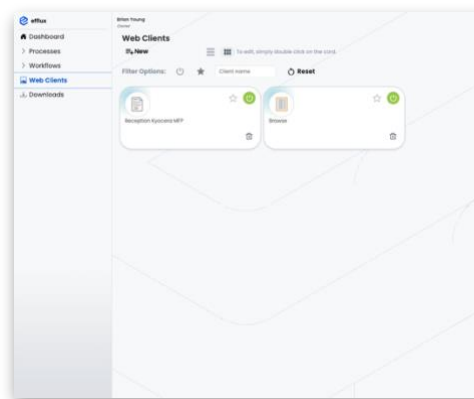 efflux
Dashboard
Processes
Workflows
Web Clients
Downloads
Brian Young
Owner
Web Clients
New
To edit, simply double click on the card.
Filter Options:
Client name
Reset
Reception Kyocera MFP
Browse